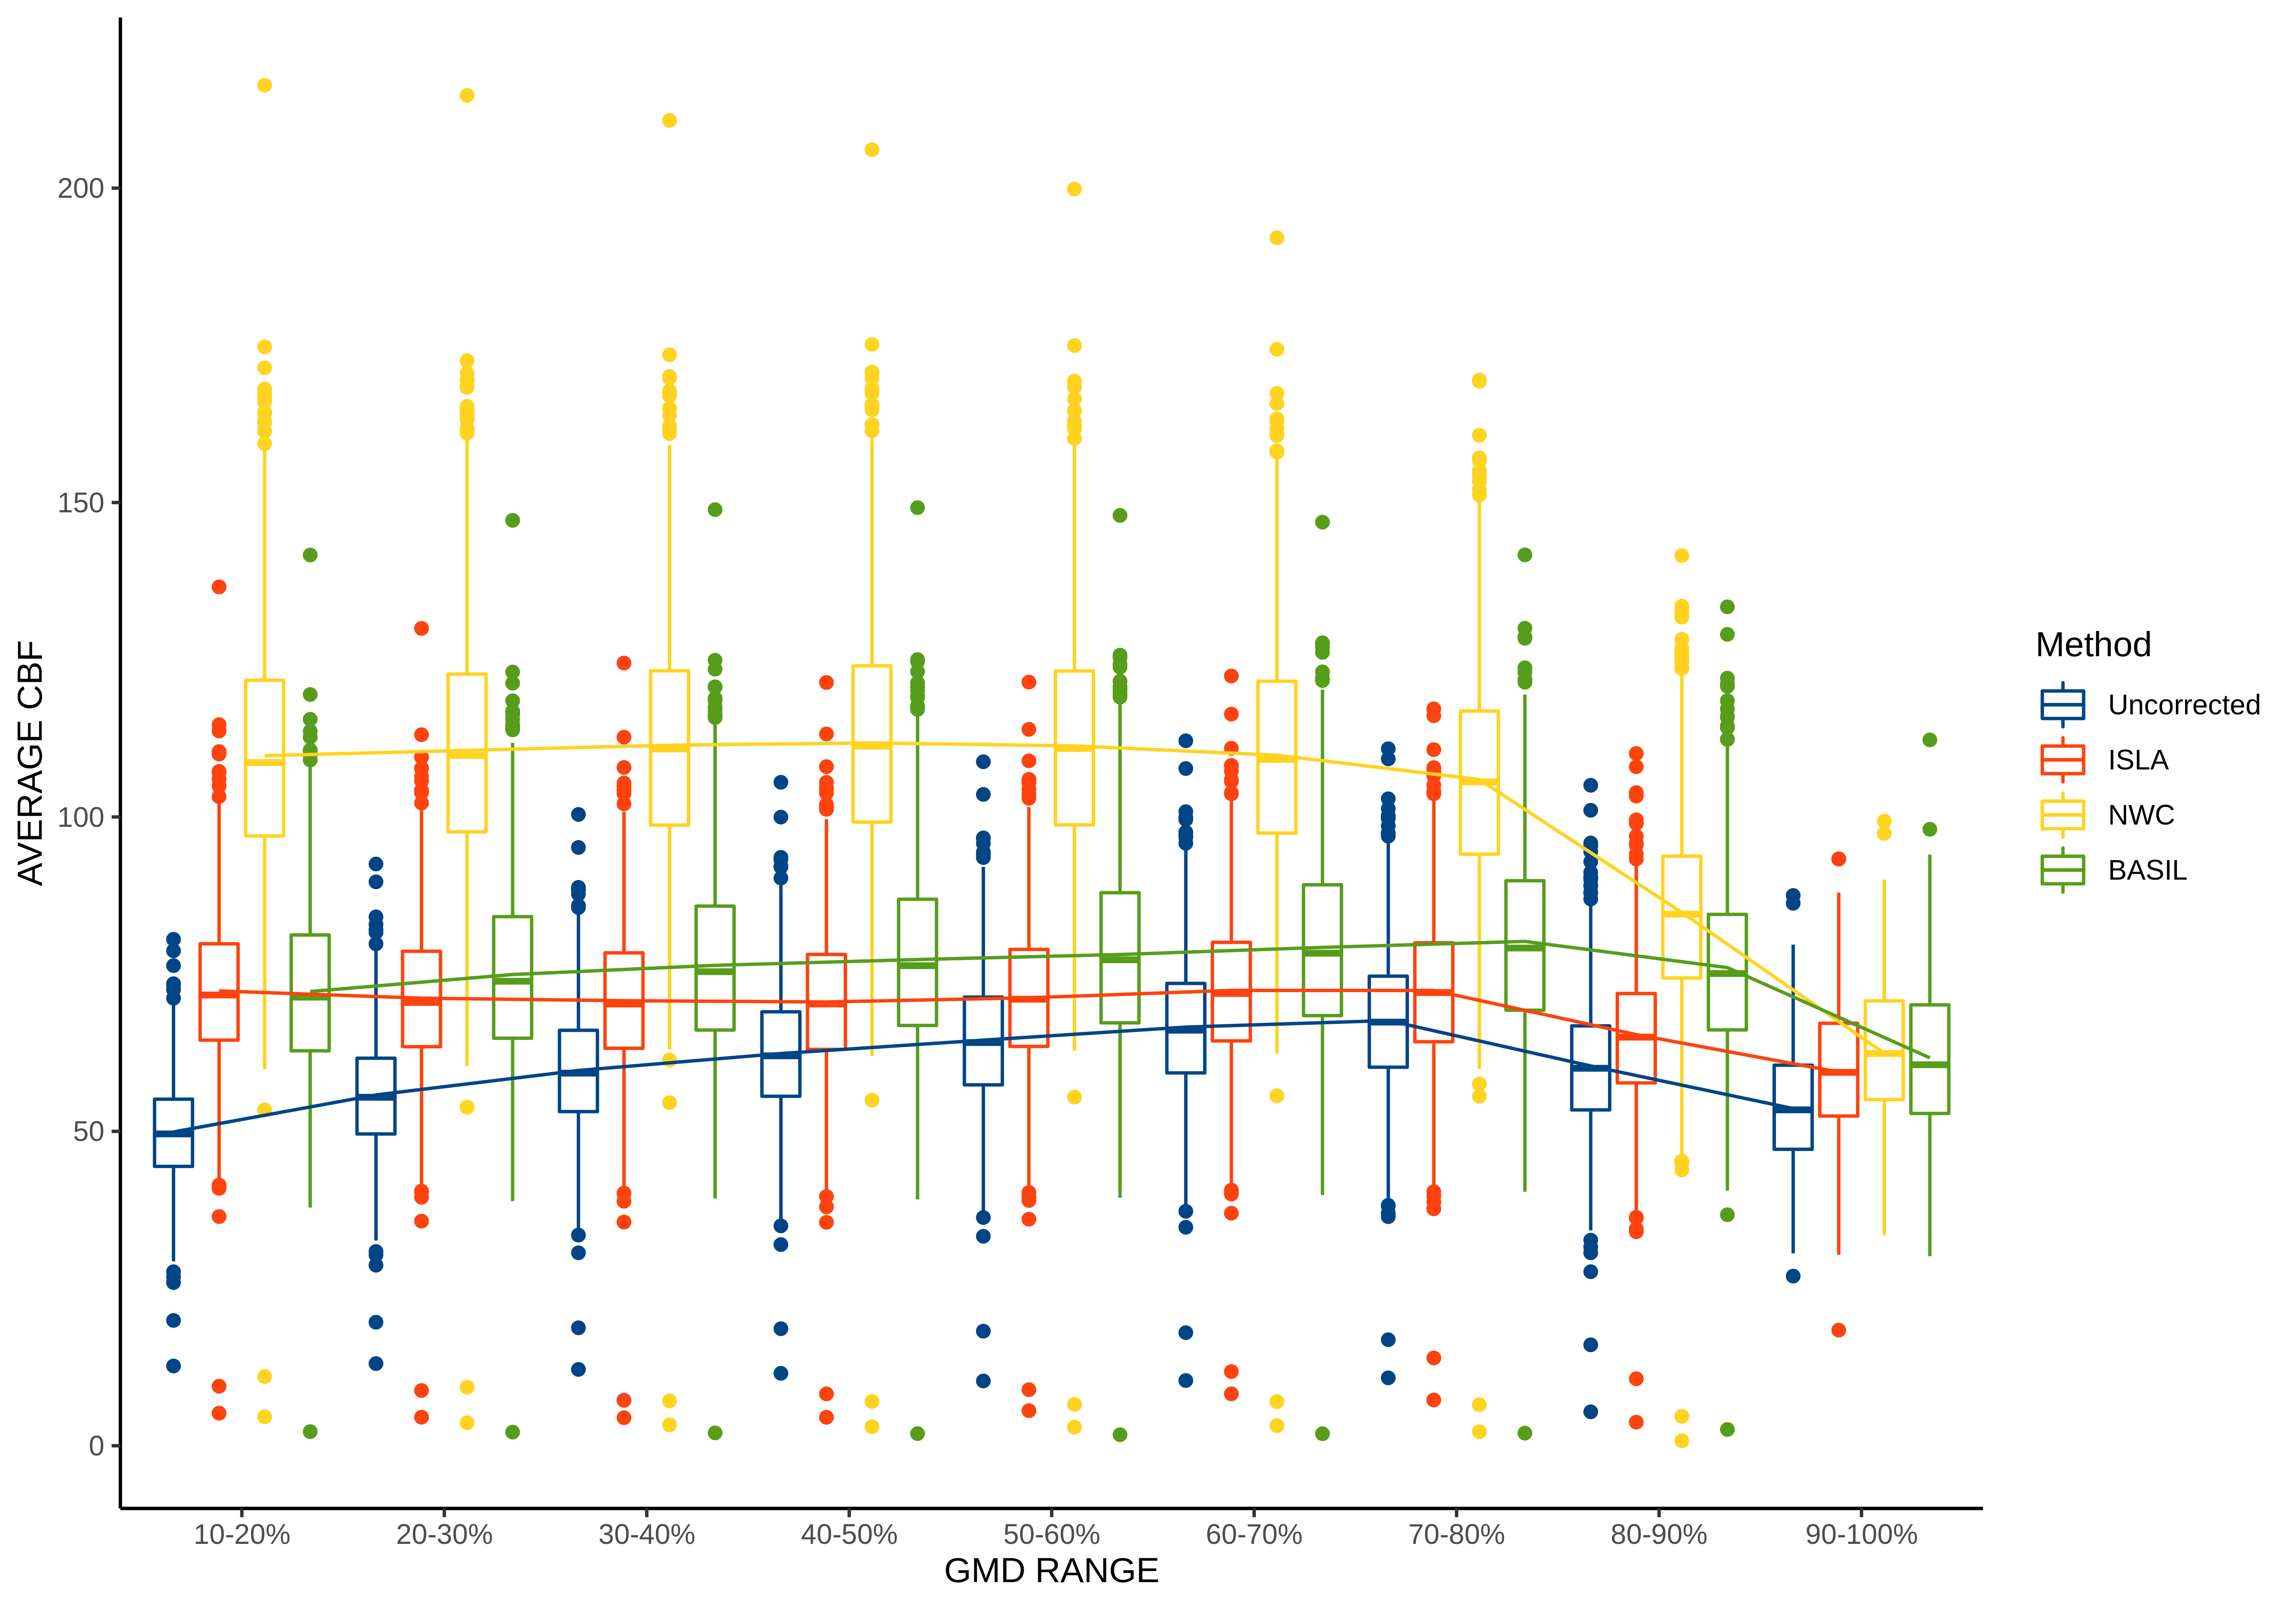 AVERAGE CBF
200
150
100
50
0
10-20% 20-30% 30-40% 40-50% 50-60% 60-70% 70-80% 80-90% 90-100%
GMD RANGE
Method
Uncorrected
ISLA
NWC
BASIL